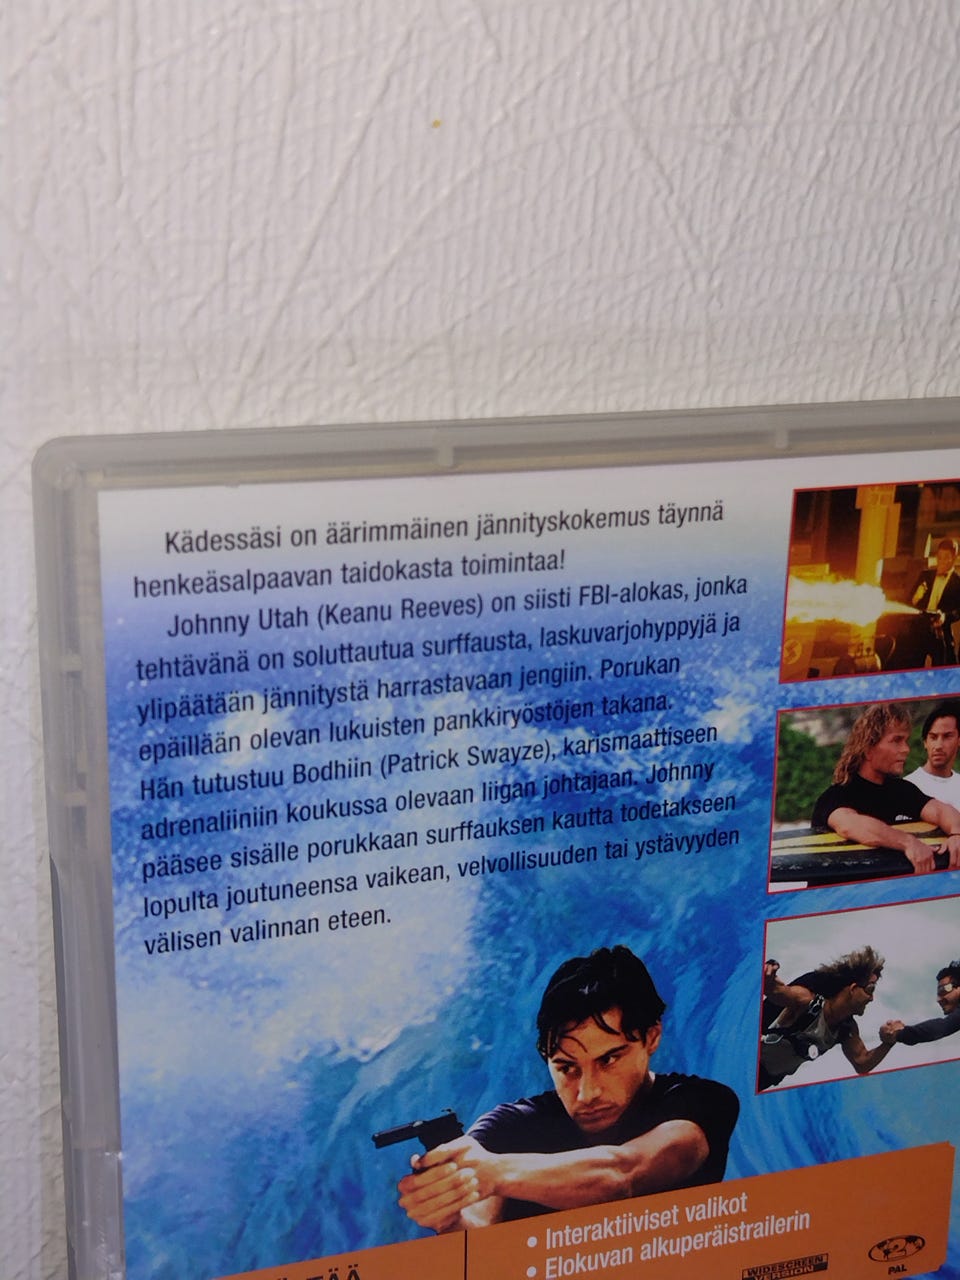 Kädessäsi on äärimmäinen jännityskokemus täynnä
henkeäsalpaavan taidokasta toimintaa!
Johnny Utah (Keanu Reeves) on siisti FBI-alokas, jonka
tehtävänä on soluttautua surffausta, laskuvarjohyppyjä ja
ylipäätään jännitystä harrastavaan jengiin. Porukan
epäillään olevan lukuisten pankkiryöstöjen takana.
Hän tutustuu Bodhiin (Patrick Swayze), karismaattiseen
adrenaliiniin koukussa olevaan liigan johtajaan. Johnny
pääsee sisälle porukkaan surffauksen kautta todetakseen
lopulta joutuneensa vaikean, velvollisuuden tai ystävyyden
välisen valinnan eteen.
• Interaktiiviset valikot
• Elokuvan alkuperäistrailerin
WIDESCREEN
VERSION
2
PAL